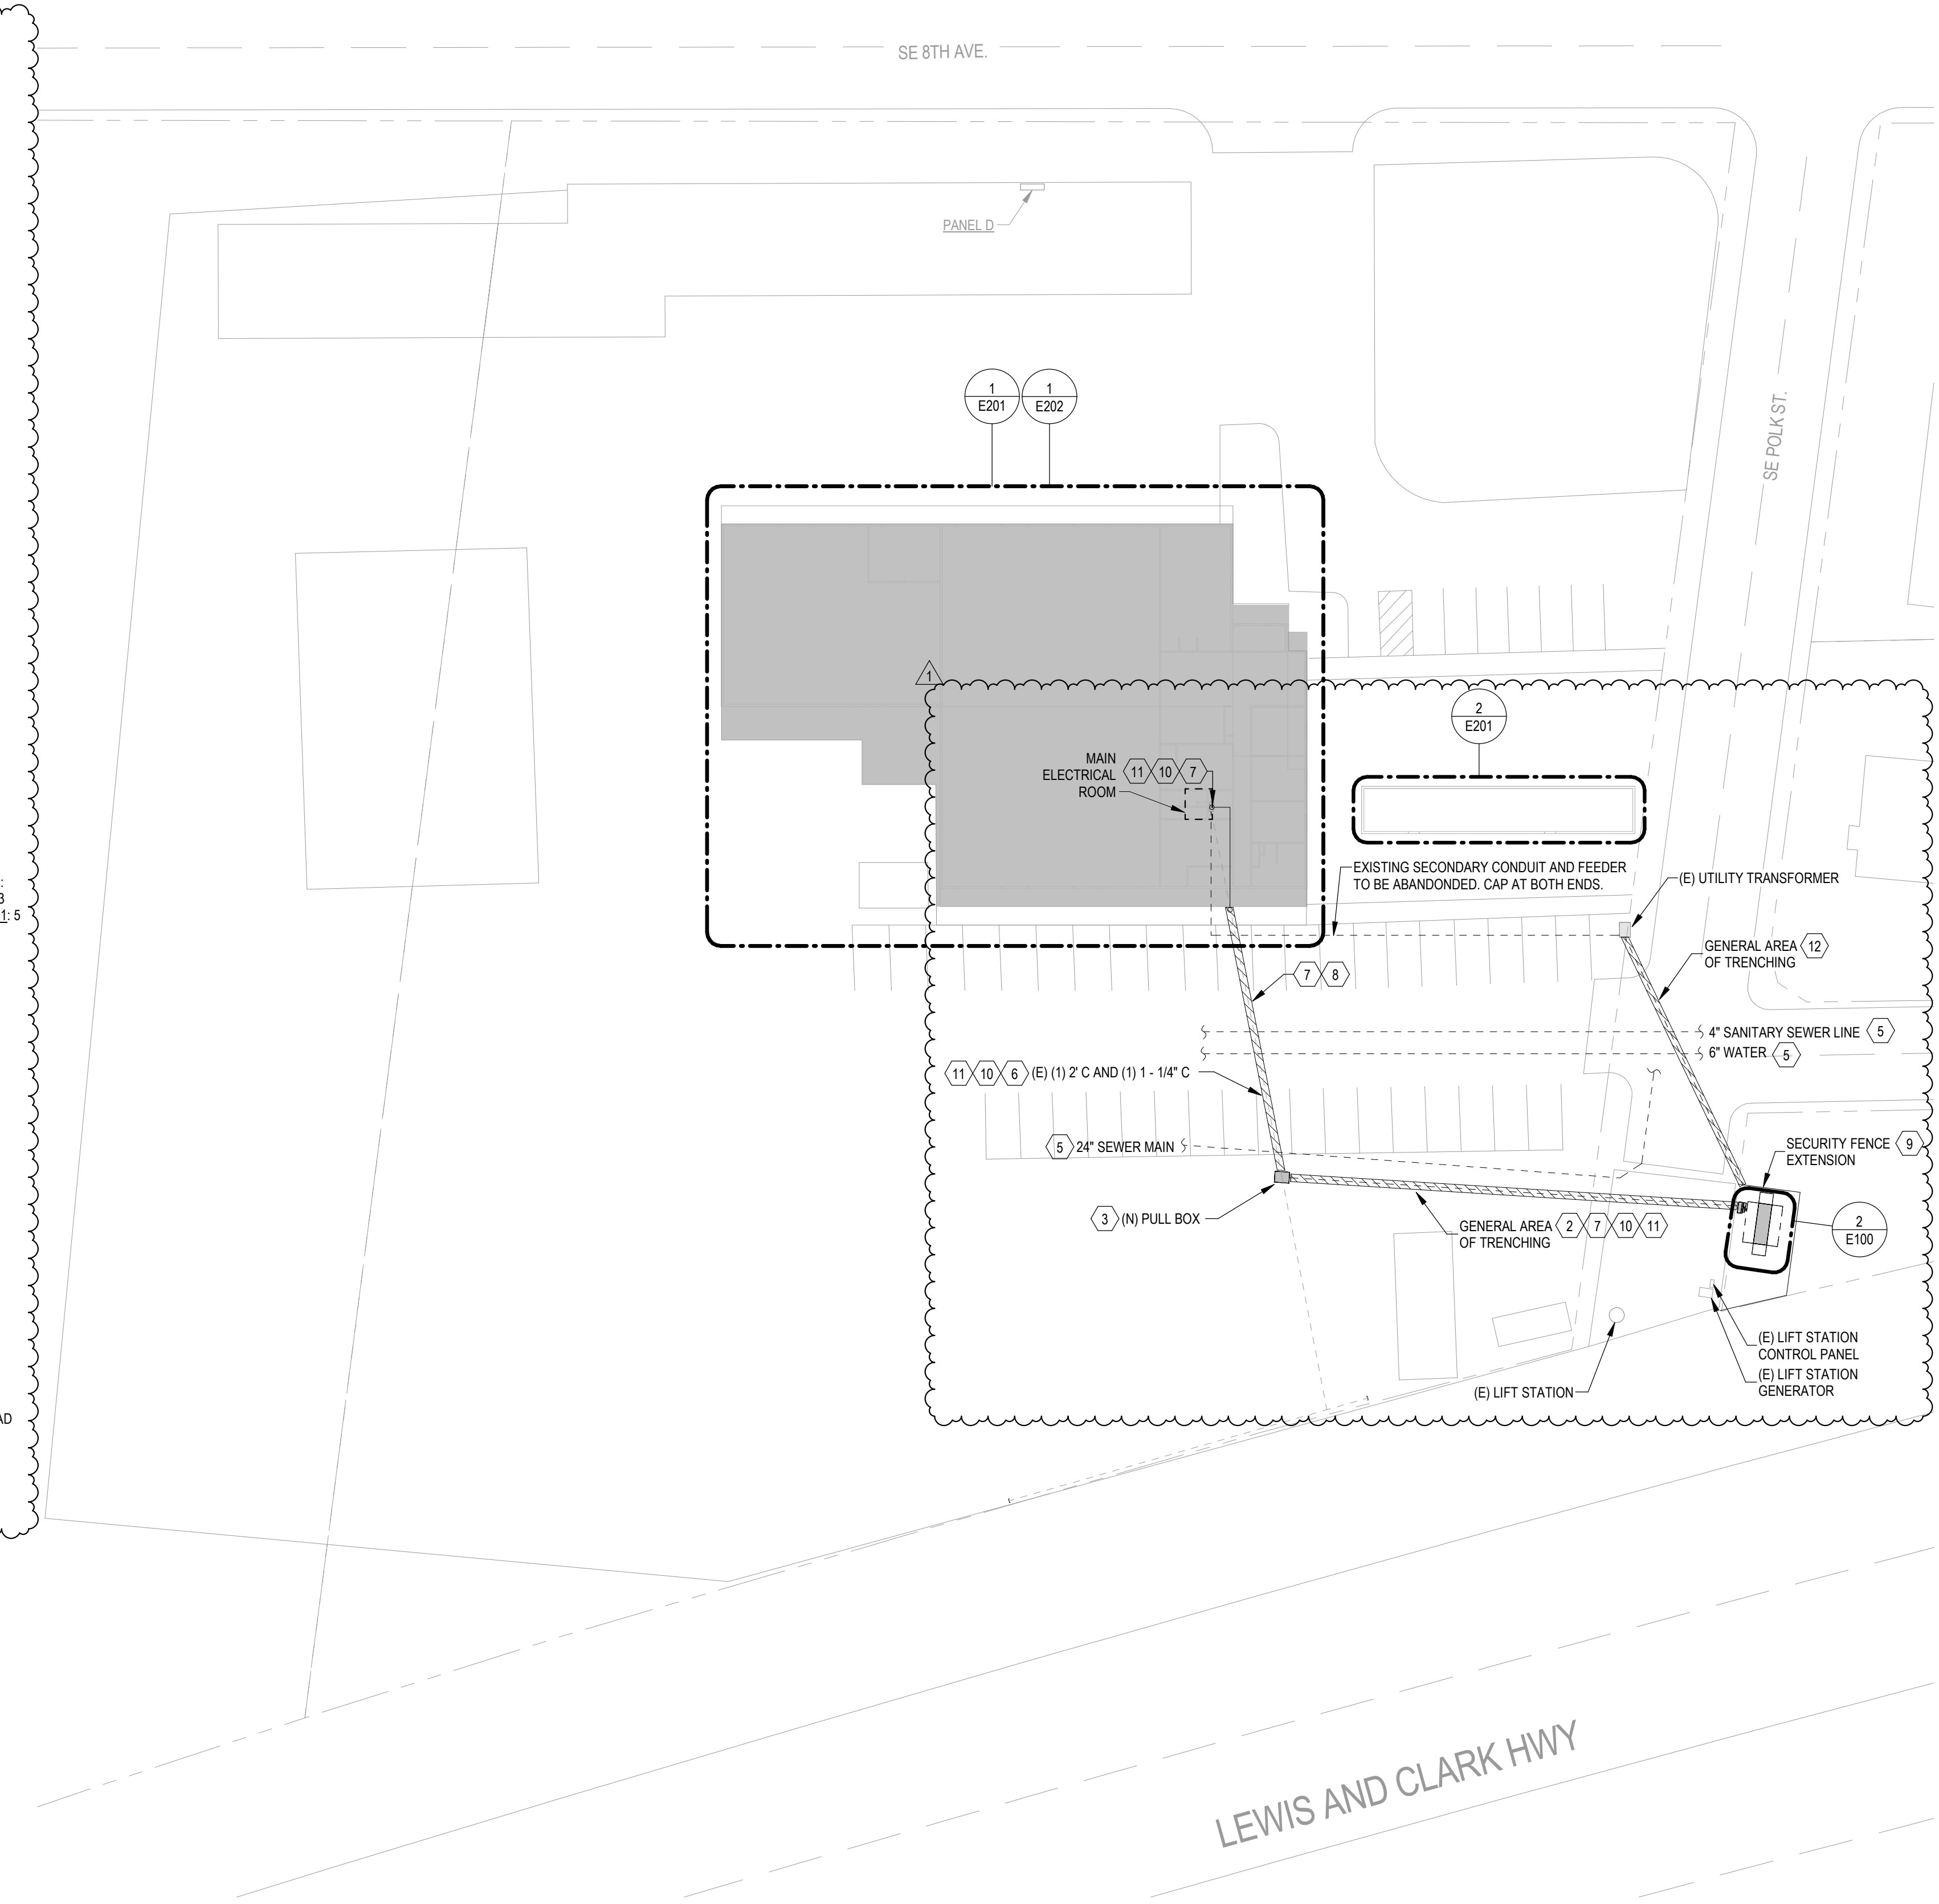 SE 8TH AVE.
PANEL D
1
E201
1
E202
SE POLK ST.
1
2
E201
MAIN
ELECTRICAL
ROOM
11 10 7
EXISTING SECONDARY CONDUIT AND FEEDER
TO BE ABANDONDED. CAP AT BOTH ENDS.
(E) UTILITY TRANSFORMER
:
3
1: 5
GENERAL AREA 12
OF TRENCHING
7 8
4" SANITARY SEWER LINE 5
6" WATER 5
11 10 6 (E) (1) 2' C AND (1) 1 - 1/4" C
5 24" SEWER MAIN
SECURITY FENCE 9
EXTENSION
3 (N) PULL BOX
GENERAL AREA 2 7 10 11
OF TRENCHING
2
E100
(E) LIFT STATION
CONTROL PANEL
(E) LIFT STATION
GENERATOR
(E) LIFT STATION
AD
LEWIS AND CLARK HWY